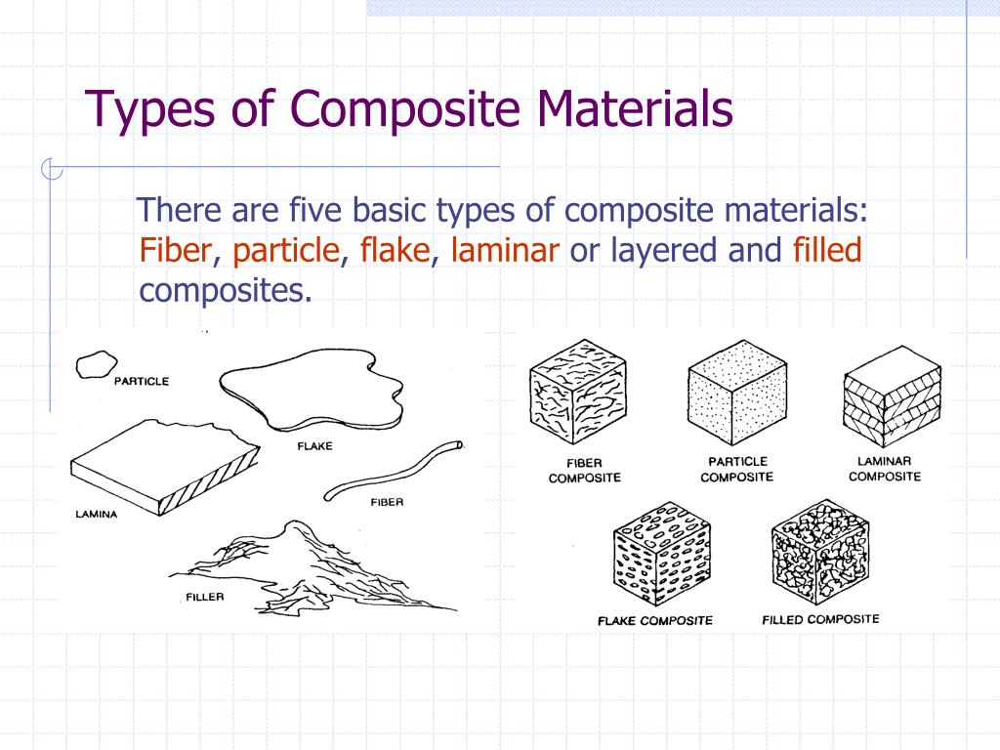 Types of Composite Materials
There are five basic types of composite materials:
Fiber, particle, flake, laminar or layered and filled
composites.
PARTICLE
FLAKE
LAMINA
FIBER
FILLER
FIBER
COMPOSITE
PARTICLE
COMPOSITE
LAMINAR
COMPOSITE
FLAKE COMPOSITE
FILLED COMPOSITE